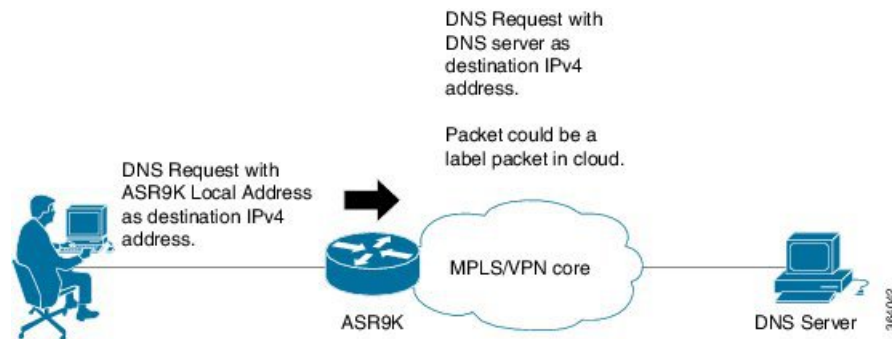 DNS Request with
DNS server as
destination IPv4
address.
Packet could be a
label packet in cloud.
DNS Request with
ASR9K Local Address
as destination IPv4
address.
MPLS/VPN core
ASR9K
DNS Server